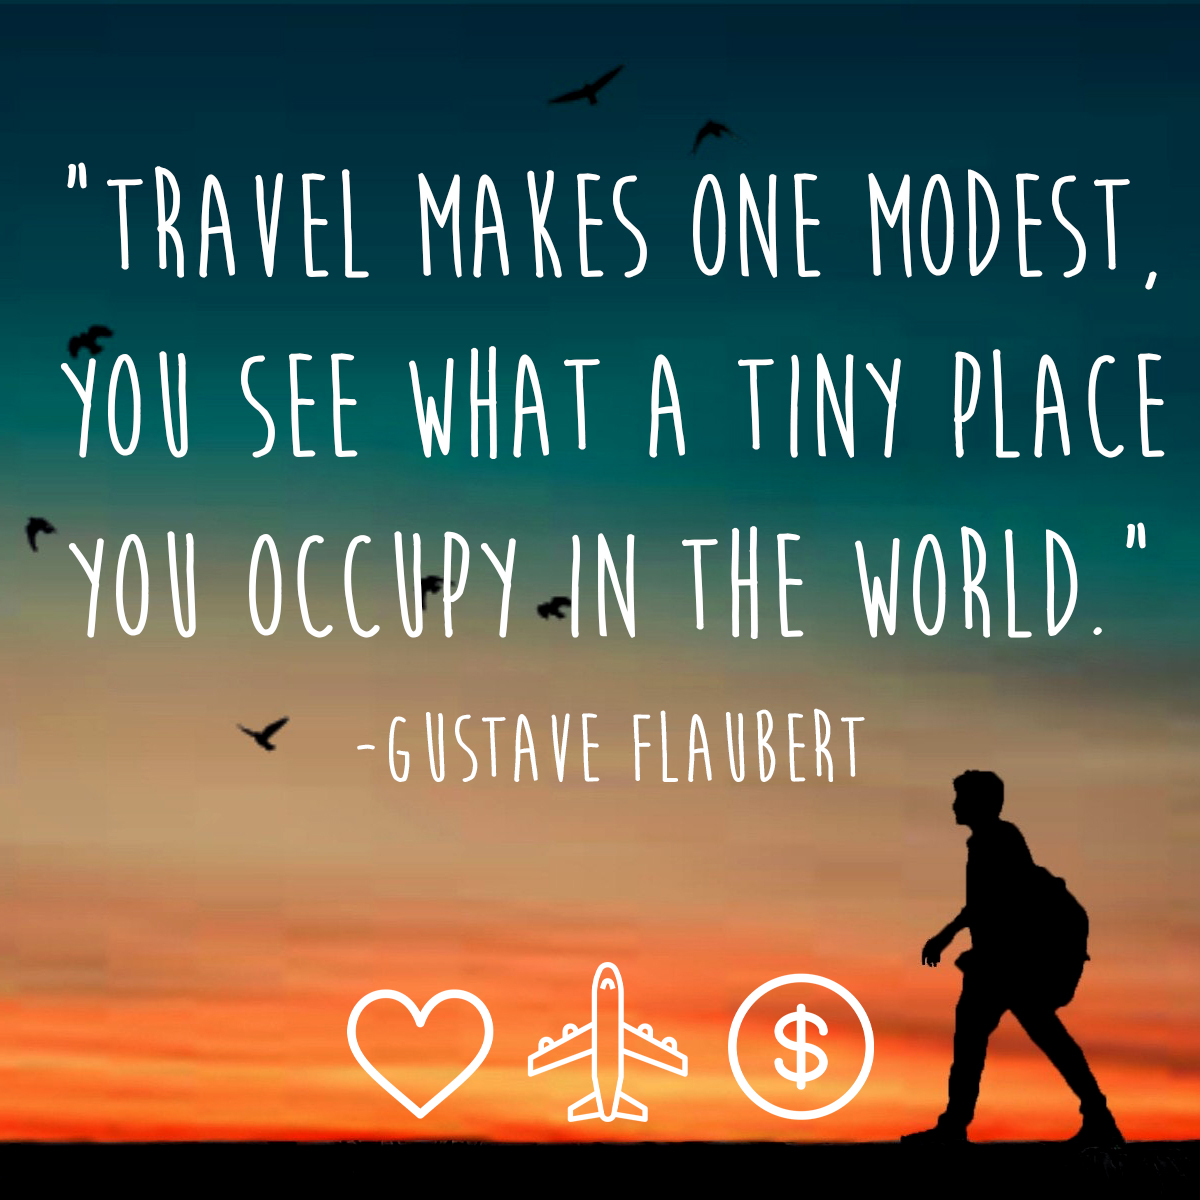 "TRAVEL MAKES ONE MODEST,
YOU SEE WHAT A TINY PLACE
YOU OCCUPY IN THE WORLD."
-GUSTAVE FLAUBERT
$